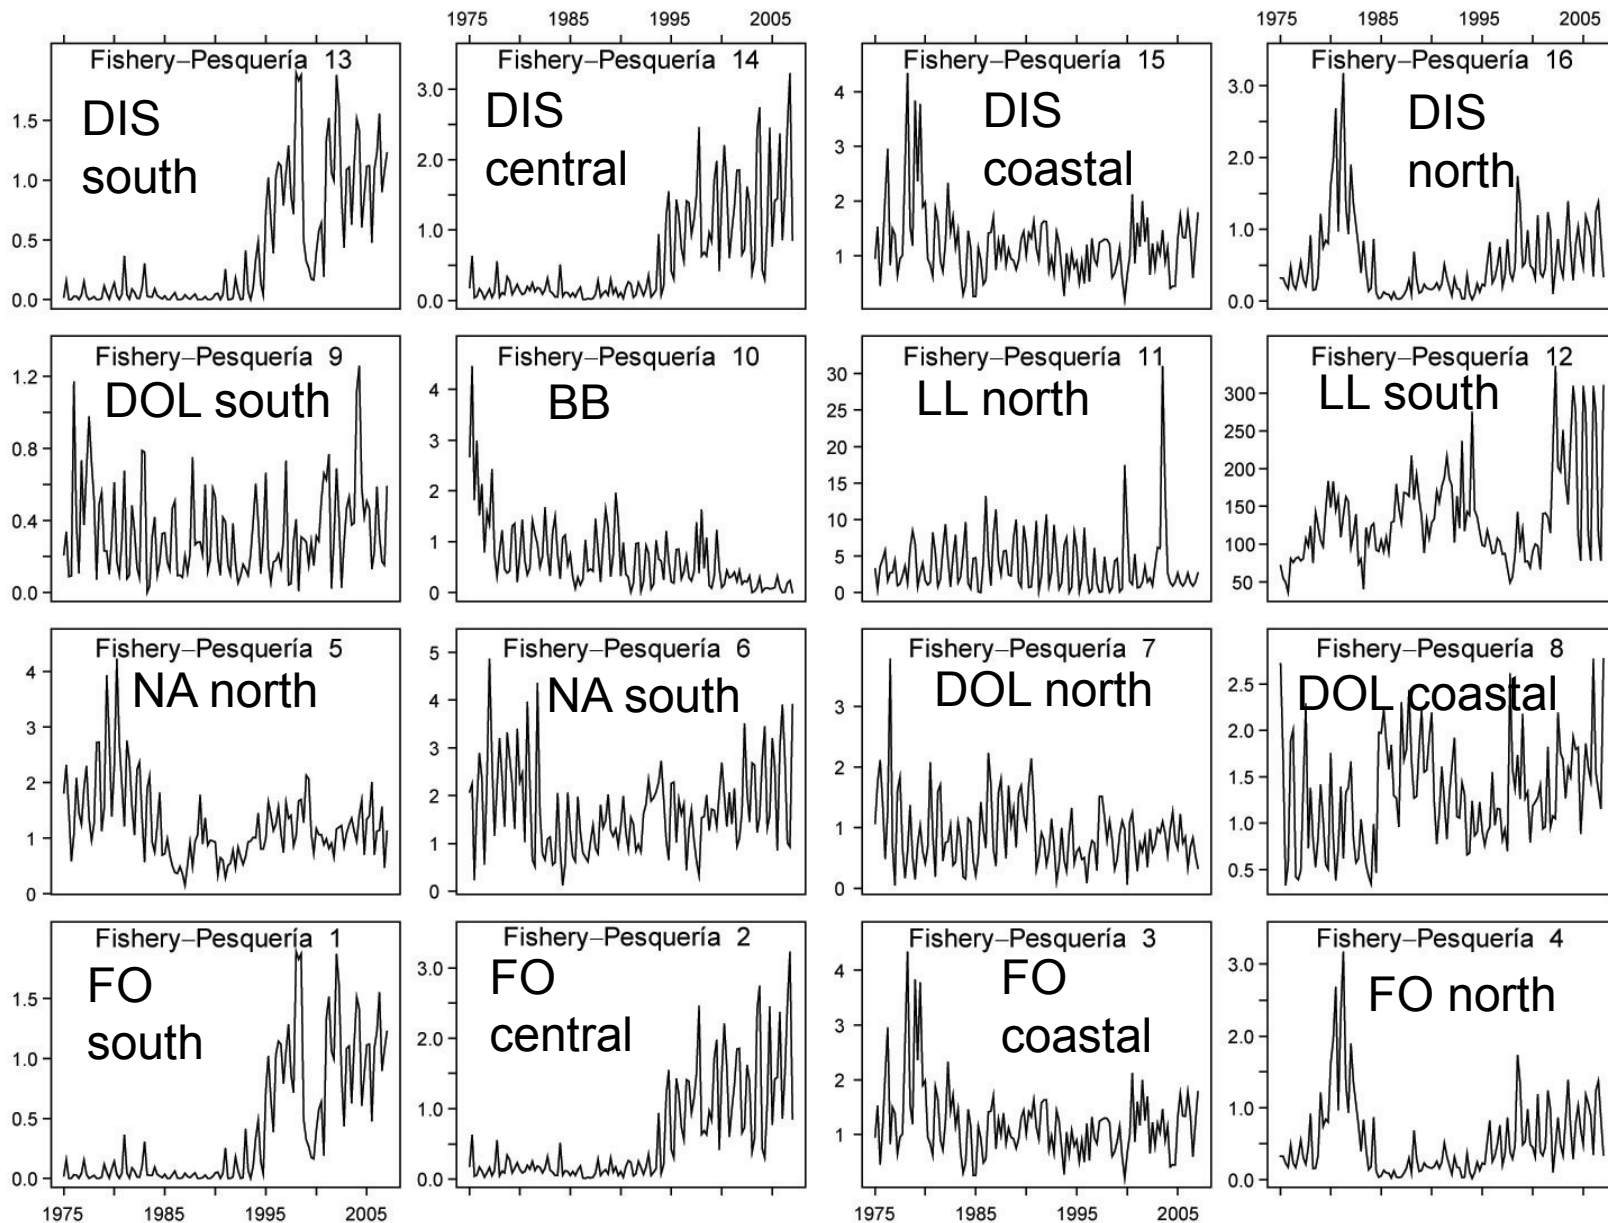 1975 1985 1995 2005 1975 1985 1995 2005
Fishery–Pesquería 13
DIS
south
1.5
1.0
0.5
0.0
Fishery–Pesquería 14
DIS
central
3.0
2.0
1.0
0.0
Fishery–Pesquería 15
DIS
coastal
4
3
2
1
Fishery–Pesquería 16
DIS
north
3.0
2.0
1.0
0.0
Fishery–Pesquería 9
DOL south
1.2
0.8
0.4
0.0
Fishery–Pesquería 10
BB
4
3
2
1
0
Fishery–Pesquería 11
LL north
30
25
20
15
10
5
0
Fishery–Pesquería 12
LL south
300
250
200
150
100
50
Fishery–Pesquería 5
NA north
4
3
2
1
0
Fishery–Pesquería 6
NA south
5
4
3
2
1
0
Fishery–Pesquería 7
DOL north
3
2
1
0
Fishery–Pesquería 8
DOL coastal
2.5
2.0
1.5
1.0
0.5
Fishery–Pesquería 1
FO
south
1.5
1.0
0.5
0.0
Fishery–Pesquería 2
FO
central
3.0
2.0
1.0
0.0
Fishery–Pesquería 3
FO
coastal
4
3
2
1
Fishery–Pesquería 4
FO north
3.0
2.0
1.0
0.0
1975 1985 1995 2005 1975 1985 1995 2005